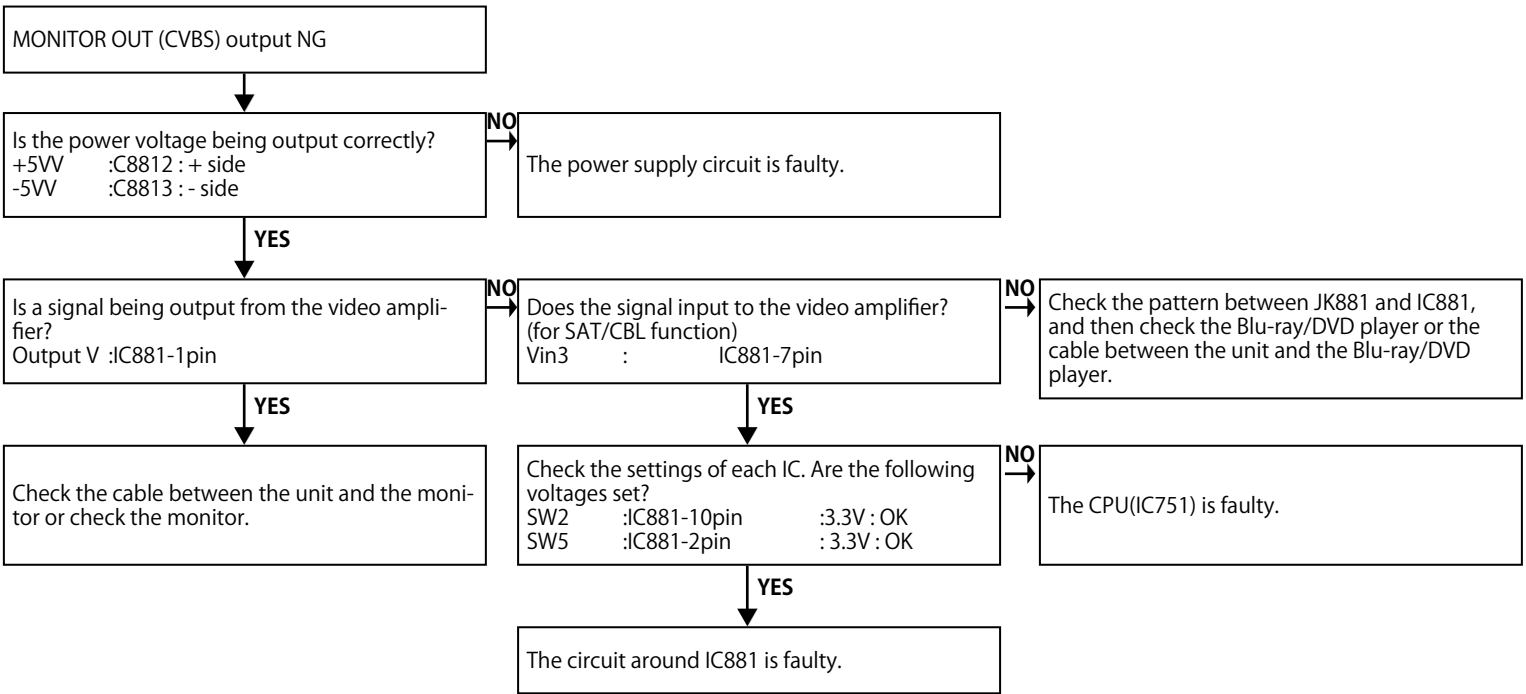 MONITOR OUT (CVBS) output NG
Is the power voltage being output correctly?
+5VV :C8812 : + side
-5VV :C8813 : - side
NO
The power supply circuit is faulty.
YES
Is a signal being output from the video ampli-
fier?
Output V :IC881-1pin
NO
Does the signal input to the video amplifier?
(for SAT/CBL function)
Vin3 : IC881-7pin
NO
Check the pattern between JK881 and IC881,
and then check the Blu-ray/DVD player or the
cable between the unit and the Blu-ray/DVD
player.
YES
YES
Check the cable between the unit and the moni-
tor or check the monitor.
Check the settings of each IC. Are the following
voltages set?
SW2 :IC881-10pin :3.3V : OK
SW5 :IC881-2pin : 3.3V : OK
NO
The CPU(IC751) is faulty.
YES
The circuit around IC881 is faulty.